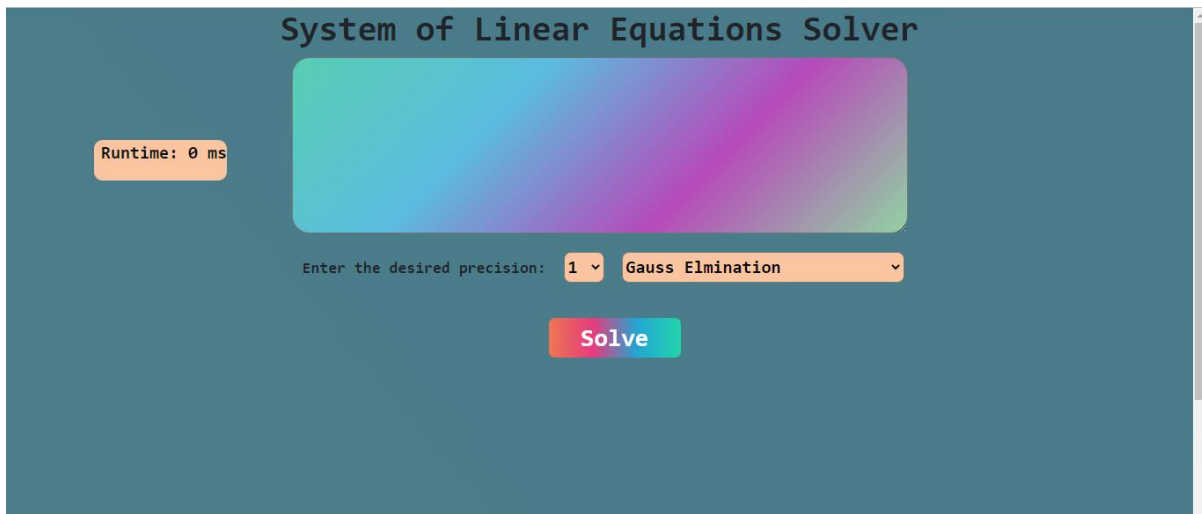 System of Linear Equations Solver
Runtime: 0 ms
Enter the desired precision: 1 Gauss Elmination
Solve